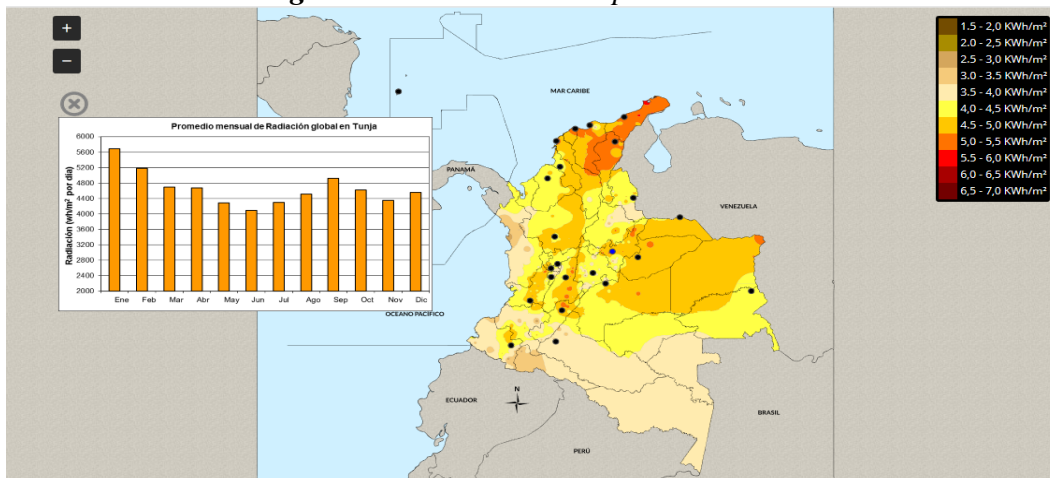 +
−
MAR CARIBE
PANAMÁ
VENEZUELA
OCEANO PACÍFICO
ECUADOR
N
BRASIL
PERÚ
Promedio mensual de Radiación global en Tunja
Radiación (wh/m² por día)
6000
5600
5200
4800
4400
4000
3600
3200
2800
2400
2000
Ene Feb Mar Abr May Jun Jul Ago Sep Oct Nov Dic
1.5 - 2,0 KWh/m²
2.0 - 2,5 KWh/m²
2.5 - 3,0 KWh/m²
3.0 - 3.5 KWh/m²
3.5 - 4,0 KWh/m²
4,0 - 4,5 KWh/m²
4.5 - 5,0 KWh/m²
5,0 - 5,5 KWh/m²
5.5 - 6,0 KWh/m²
6,0 - 6,5 KWh/m²
6,5 - 7,0 KWh/m²